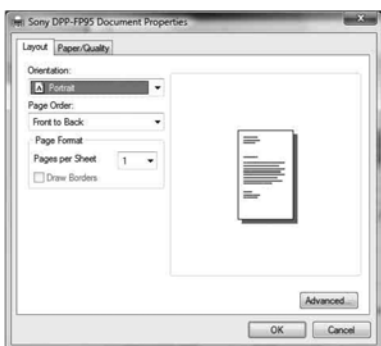 Sony DPP-FP95 Document Properties
Layout Paper/Quality
Orientation:
Portrait
Page Order:
Front to Back
Page Format
Pages per Sheet 1
Draw Borders
Advanced...
OK Cancel